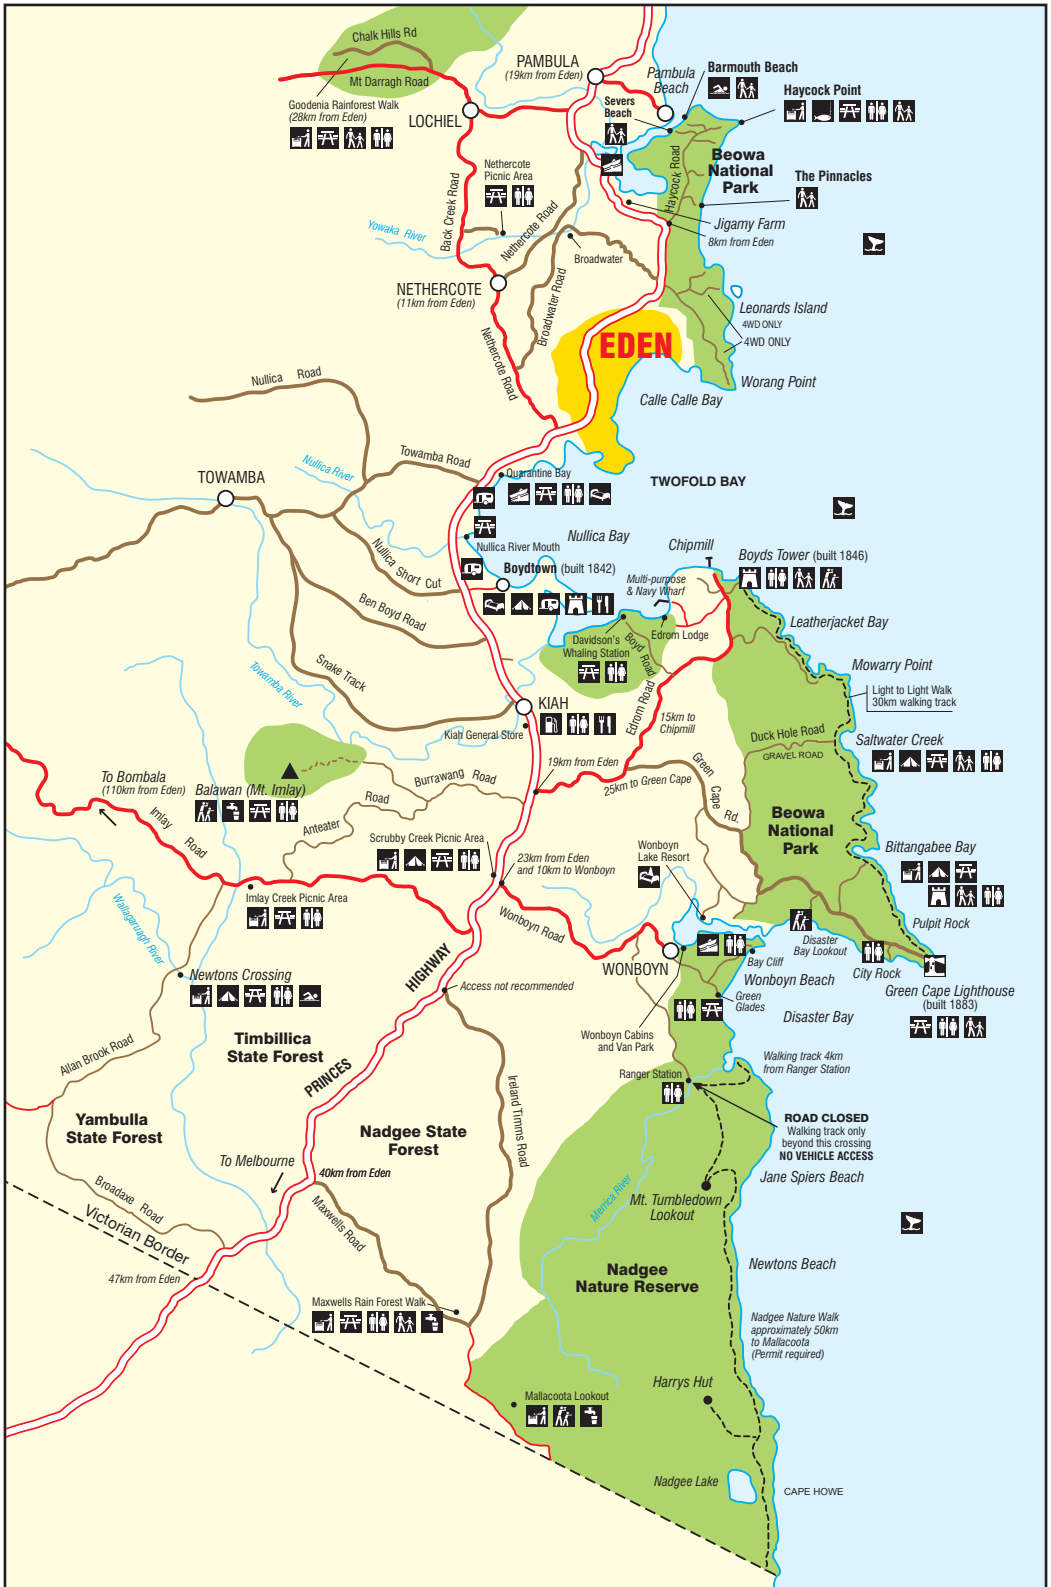 Chalk Hills Rd
Mt Darragh Road
Goodenia Rainforest Walk
(28km from Eden)
LOCHIEL
PAMBULA
(19km from Eden)
Pambula
Beach
Barmouth Beach
Severs
Beach
Haycock Point
Beowa
National
Park
Haycock Road
The Pinnacles
Nethercote
Picnic Area
Back Creek Road
Yowaka River
Nethercote Road
Jigamy Farm
8km from Eden
Broadwater
NETHERCOTE
(11km from Eden)
Broadwater Road
Nethercote Road
Leonards Island
4WD ONLY
4WD ONLY
EDEN
Worang Point
Calle Calle Bay
Nullica Road
Towamba Road
Nullica River
TOWAMBA
Quarantine Bay
TWOFOLD BAY
Nullica Bay
Nullica River Mouth
Nullica Short Cut
Boydtown (built 1842)
Chipmill
Boyds Tower (built 1846)
Multi-purpose
& Navy Wharf
Ben Boyd Road
Leatherjacket Bay
Davidson's
Whaling Station
Edrom Lodge
Boyd Road
Snake Track
Towamba River
Mowarry Point
Light to Light Walk
30km walking track
KIAH
Kiah General Store
Edrom Road
15km to
Chipmill
Duck Hole Road
GRAVEL ROAD
Saltwater Creek
19km from Eden
25km to Green Cape
Green Cape Rd.
To Bombala
(110km from Eden)
Balawan (Mt. Imlay)
Burrawang Road
Anteater Road
Imlay Road
Beowa
National
Park
Scrubby Creek Picnic Area
23km from Eden
and 10km to Wonboyn
Wonboyn
Lake Resort
Bittangabee Bay
Imlay Creek Picnic Area
Wonboyn Road
Pulpit Rock
Wallagaraugh River
Disaster
Bay Lookout
City Rock
Green Cape Lighthouse
(built 1883)
WONBOYN
Bay Cliff
Wonboyn Beach
Green
Glades
Disaster Bay
Newtons Crossing
HIGHWAY
Access not recommended
Wonboyn Cabins
and Van Park
Timbillica
State Forest
Allan Brook Road
PRINCES
Ireland Timms Road
Ranger Station
Walking track 4km
from Ranger Station
Yambulla
State Forest
Nadgee State
Forest
ROAD CLOSED
Walking track only
beyond this crossing
NO VEHICLE ACCESS
To Melbourne
40km from Eden
Jane Spiers Beach
Merrica River
Mt. Tumbledown
Lookout
Broadaxe Road
Maxwells Road
Victorian Border
47km from Eden
Nadgee
Nature Reserve
Newtons Beach
Maxwells Rain Forest Walk
Nadgee Nature Walk
approximately 50km
to Mallacoota
(Permit required)
Harrys Hut
Mallacoota Lookout
Nadgee Lake
CAPE HOWE